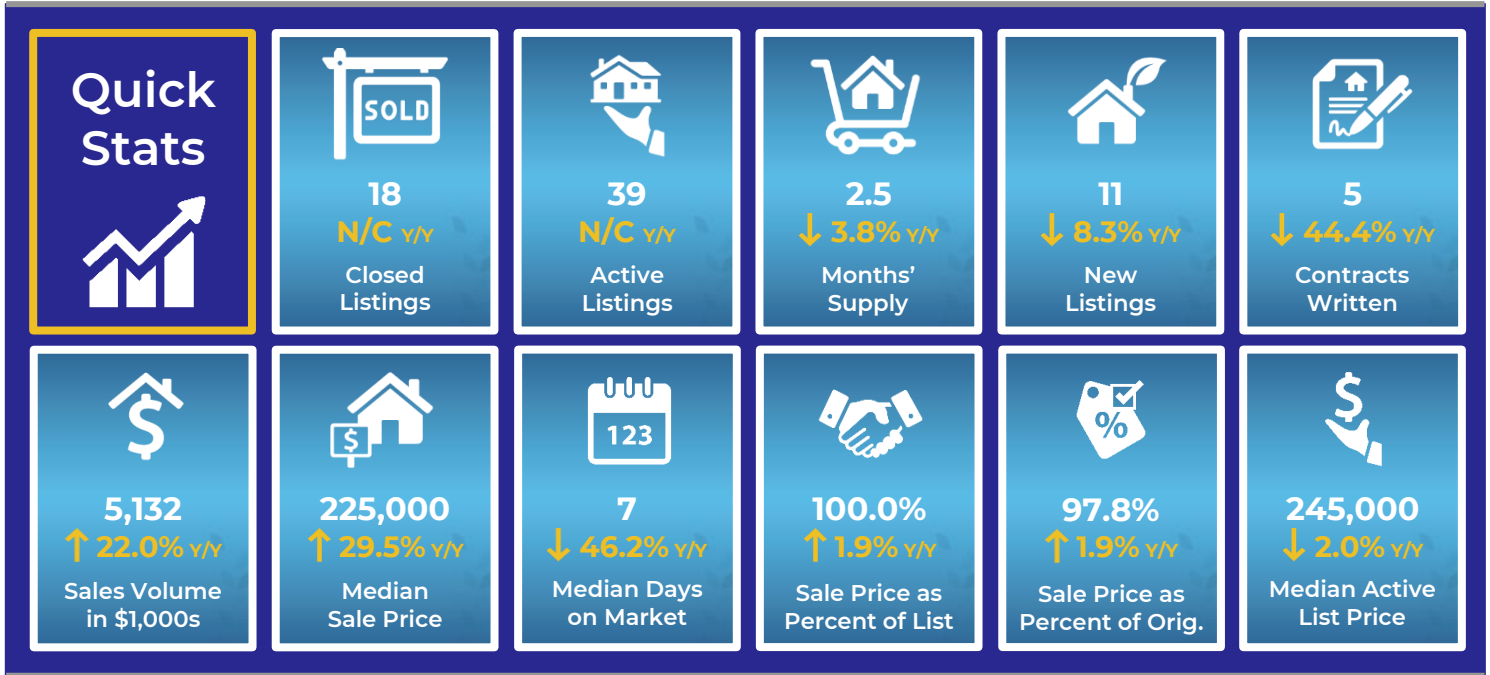 Quick
Stats
SOLD
18
N/C Y/Y
Closed
Listings
39
N/C Y/Y
Active
Listings
2.5
↓ 3.8% Y/Y
Months’
Supply
11
↓ 8.3% Y/Y
New
Listings
5
↓ 44.4% Y/Y
Contracts
Written
$
5,132
↑ 22.0% Y/Y
Sales Volume
in $1,000s
$
225,000
↑ 29.5% Y/Y
Median
Sale Price
123
7
↓ 46.2% Y/Y
Median Days
on Market
100.0%
↑ 1.9% Y/Y
Sale Price as
Percent of List
%
97.8%
↑ 1.9% Y/Y
Sale Price as
Percent of Orig.
$
245,000
↓ 2.0% Y/Y
Median Active
List Price